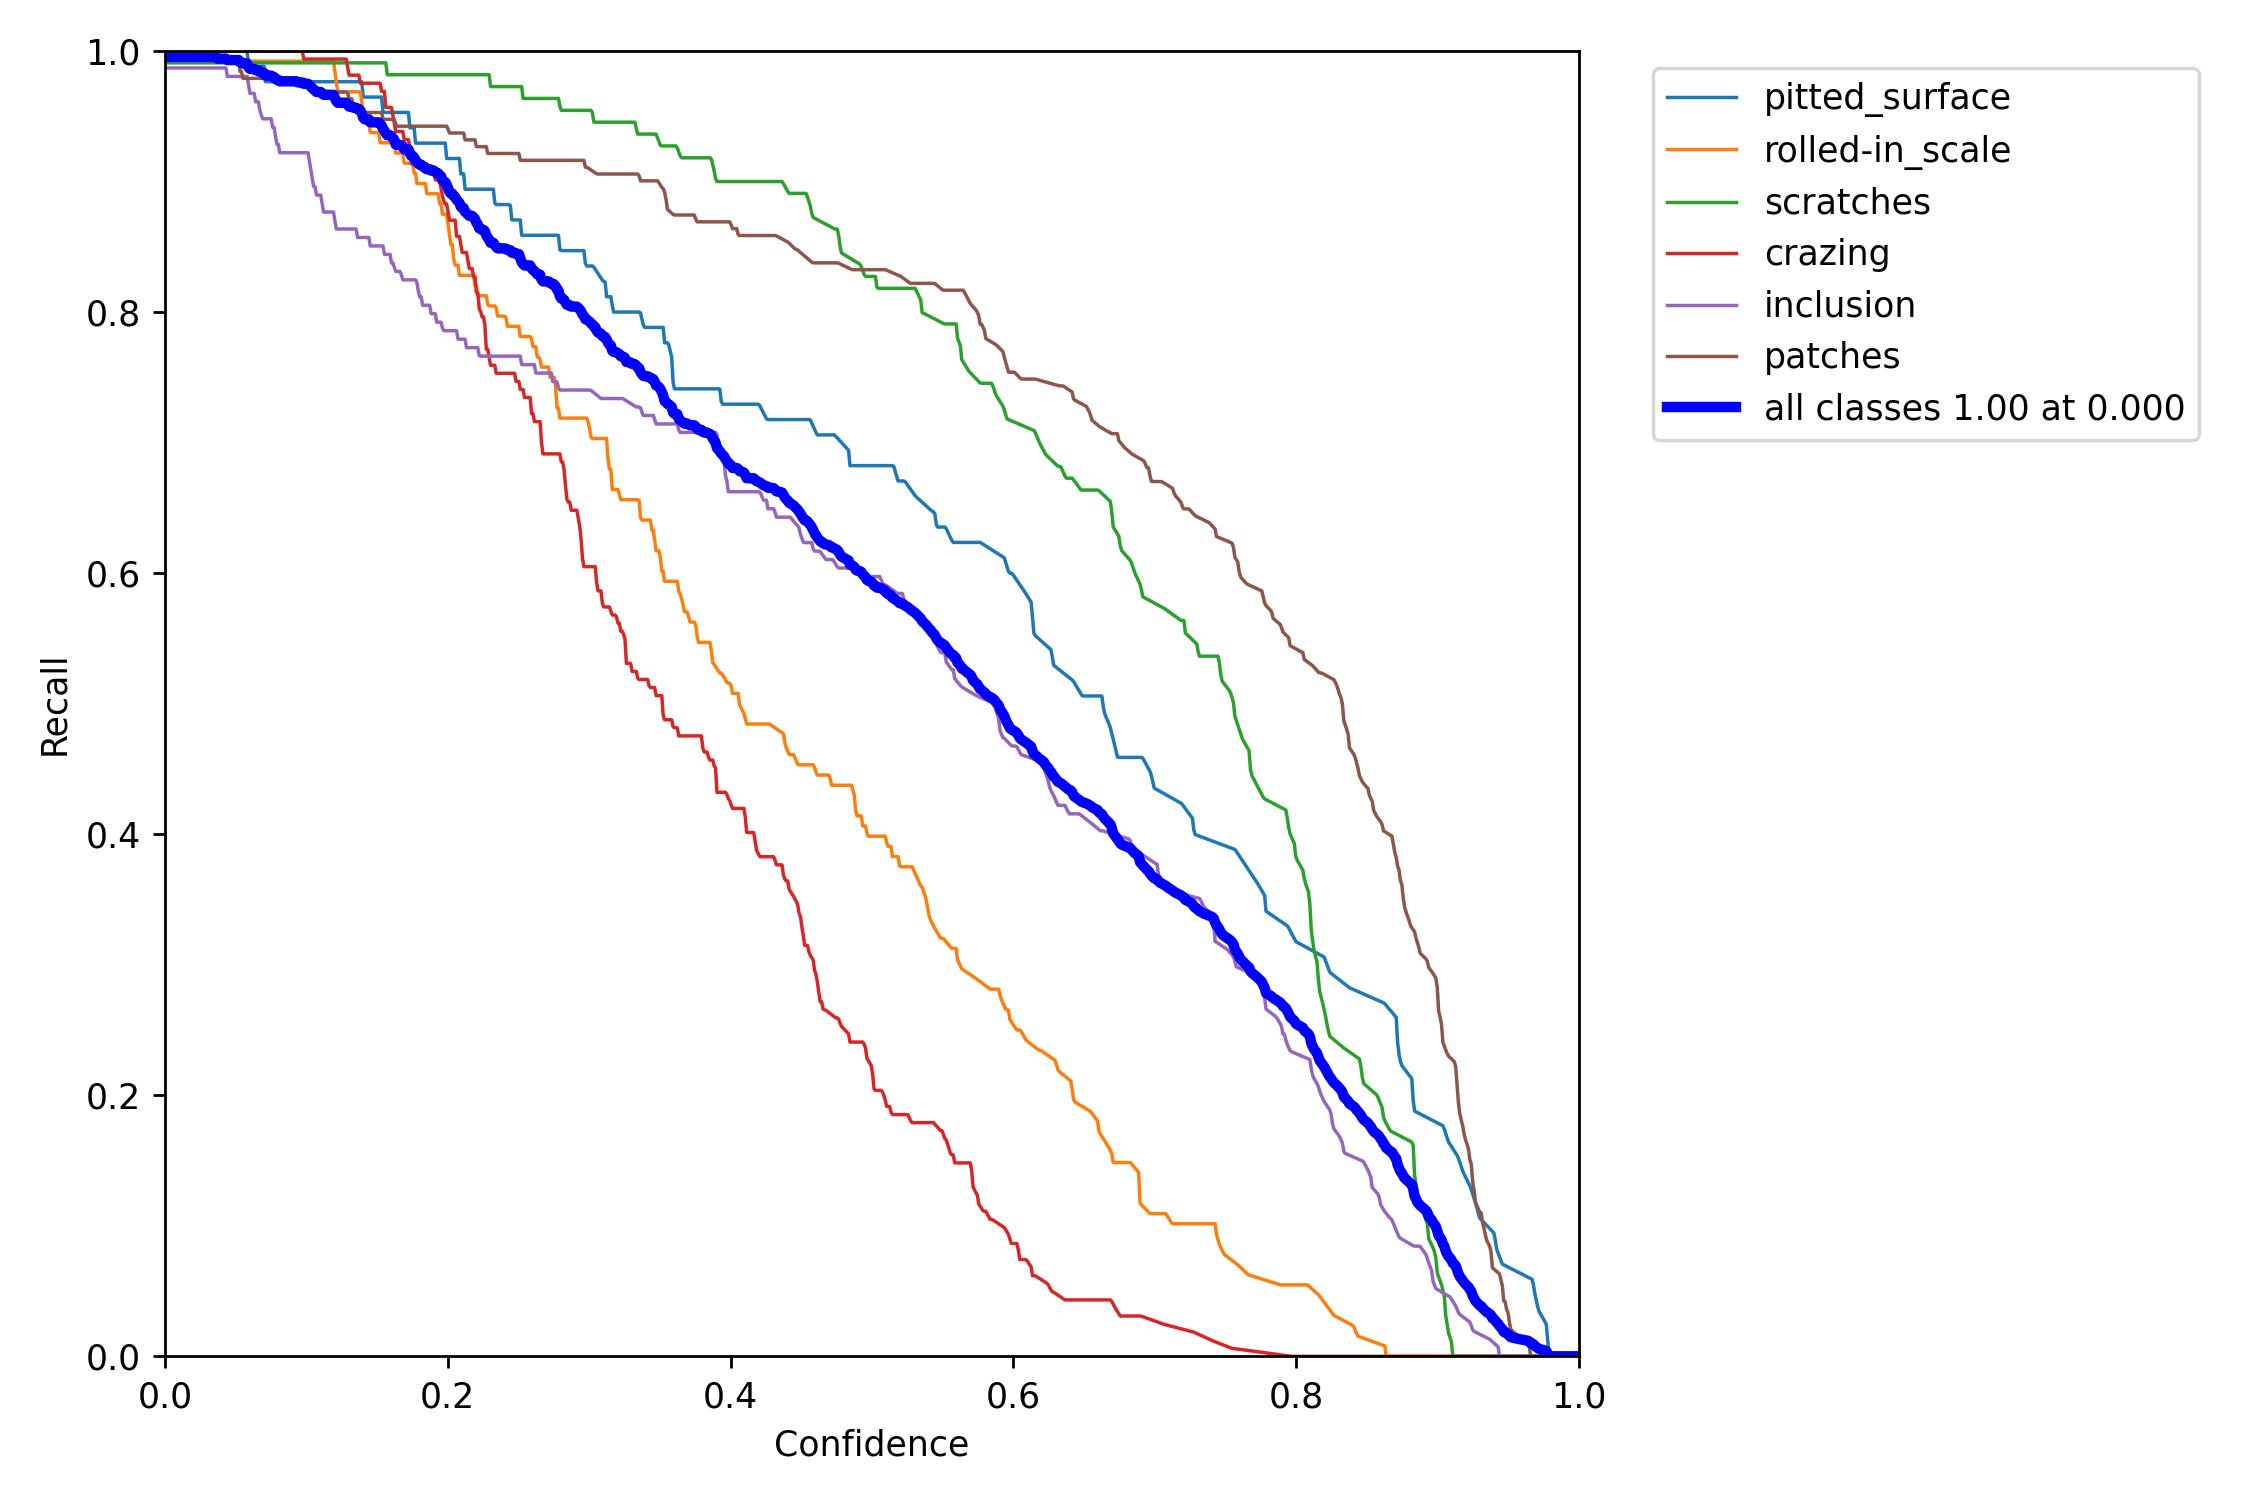 1.0
0.8
0.6
0.4
0.2
0.0
Recall
0.0 0.2 0.4 0.6 0.8 1.0
Confidence
pitted_surface
rolled-in_scale
scratches
crazing
inclusion
patches
all classes 1.00 at 0.000